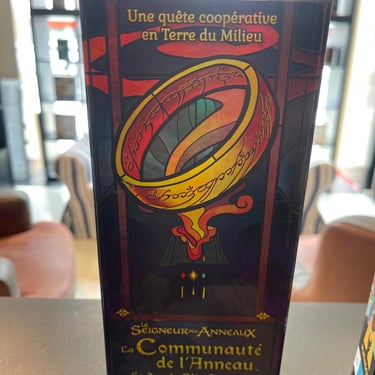 Une quête coopérative
en Terre du Milieu
LE SEIGNEUR DES ANNEAUX
La Communauté
de l'Anneau